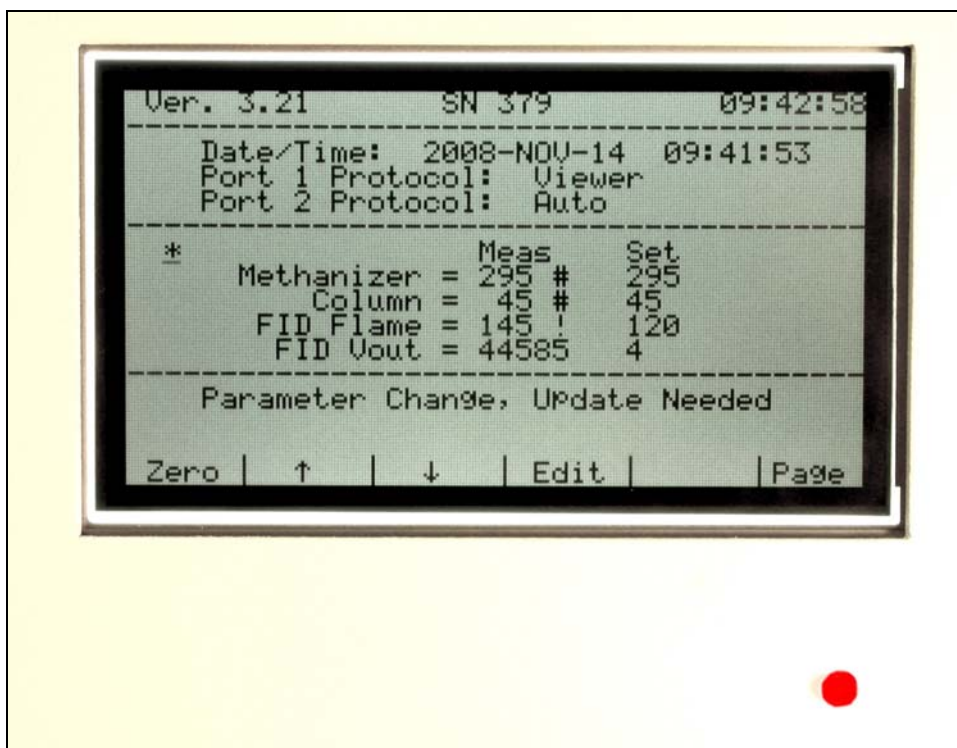 Ver. 3.21 SN 379 09:42:58
Date/Time: 2008-NOV-14 09:41:53
Port 1 Protocol: Viewer
Port 2 Protocol: Auto
* Meas Set
Methanizer = 295 # 295
Column = 45 # 45
FID Flame = 145 ! 120
FID Vout = 44585 4
Parameter Change, Update Needed
Zero | ↑ | ↓ | Edit | | Page